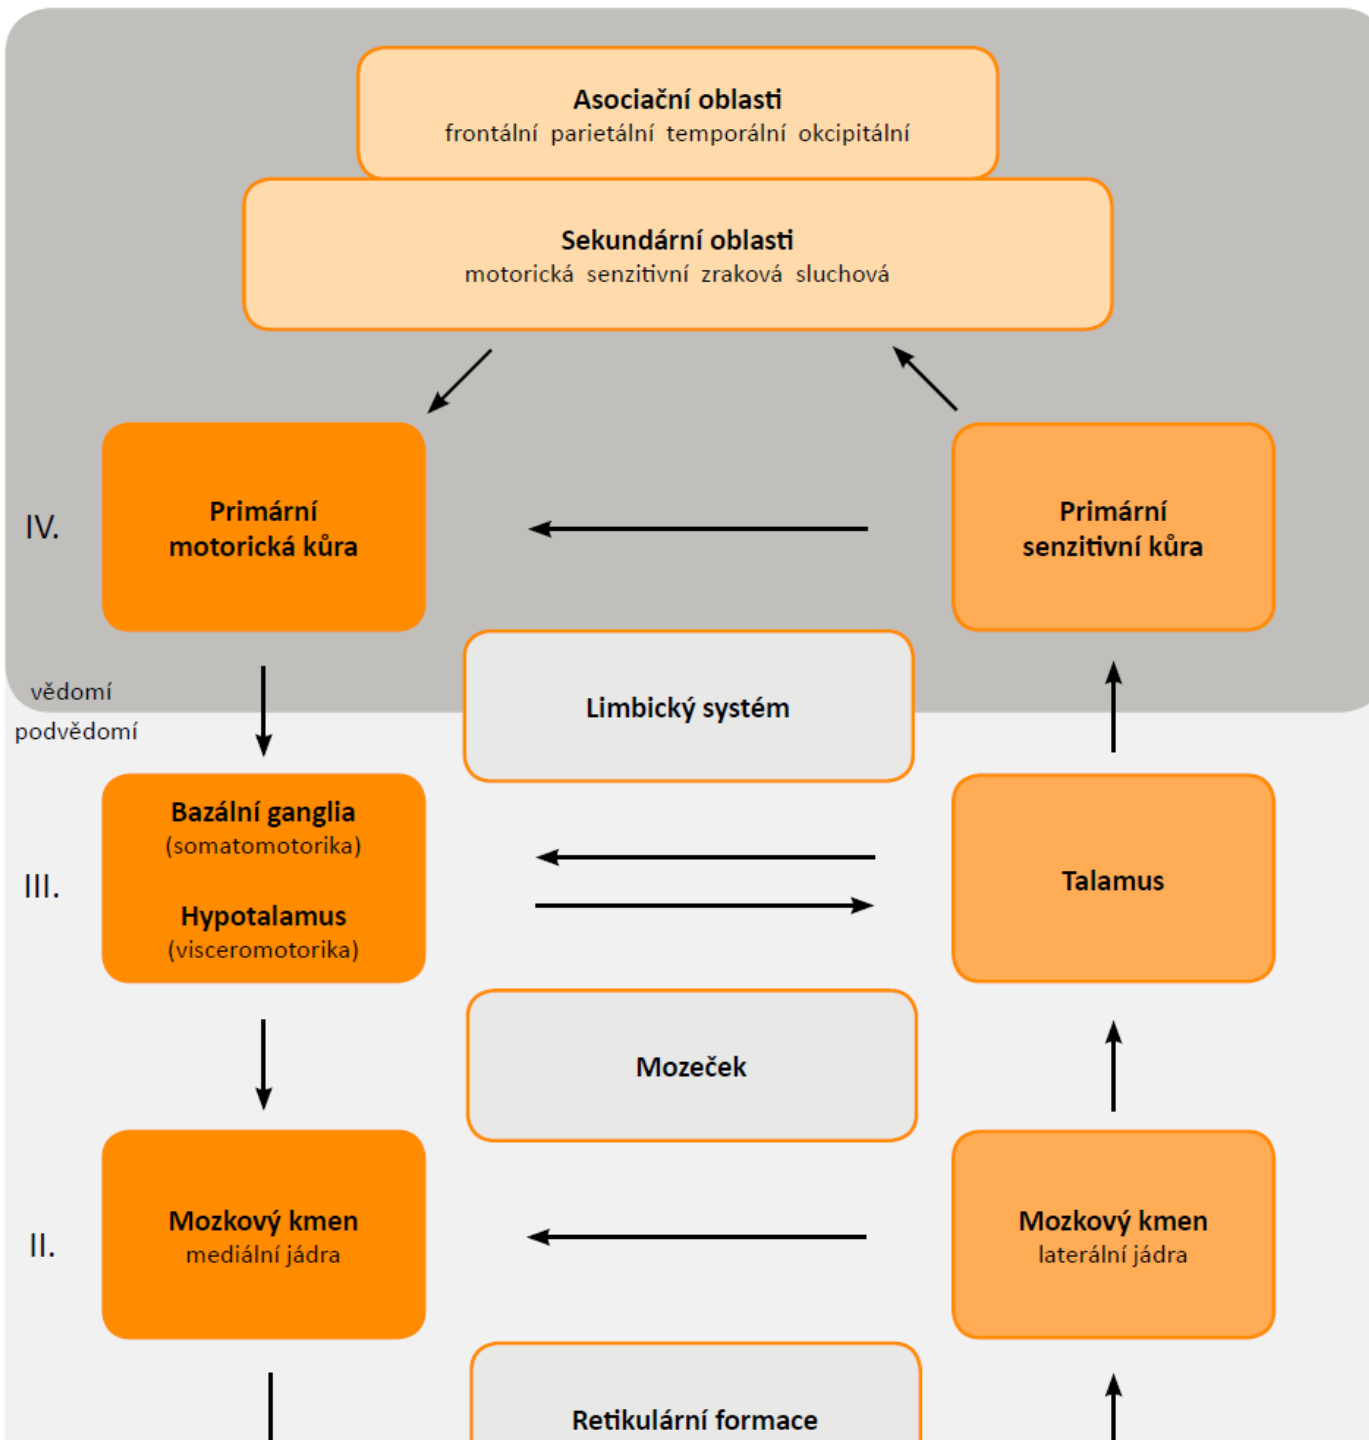 Asociační oblasti
frontální parietální temporální okcipitální
Sekundární oblasti
motorická senzitivní zraková sluchová
IV.
Primární
motorická kůra
Primární
senzitivní kůra
vědomí
podvědomí
Limbický systém
III.
Bazální ganglia
(somatomotorika)
Hypotalamus
(visceromotorika)
Talamus
Mozeček
II.
Mozkový kmen
mediální jádra
Mozkový kmen
laterální jádra
Retikulární formace